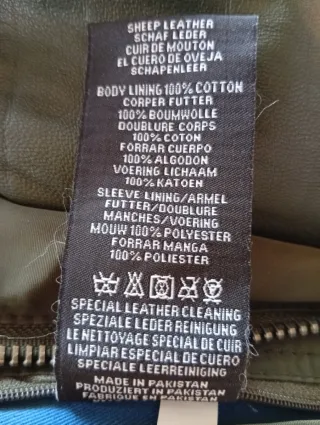 SHEEP LEATHER
SCHAF LEDER
CUIR DE MOUTON
EL CUERO DE OVEJA
SCHAPENLEER
BODY LINING 100% COTTON
CORPER FUTTER
100% BOUMWOLLE
DOUBLURE CORPS
100% COTON
FORRAR CUERPO
100% ALGODON
VOERING LICHAAM
100% KATOEN
SLEEVE LINING/ARMEL
FUTTER/DOUBLURE
MANCHES/VOERING
MOUW 100% POLYESTER
FORRAR MANGA
100% POLIESTER
SPECIAL LEATHER CLEANING
SPEZIALE LEDER REINIGUNG
LE NETTOYAGE SPECIAL DE CUIR
LIMPIAR ESPECIAL DE CUERO
SPECIALE LEERREINIGING
MADE IN PAKISTAN
PRODUZIERT IN PAKISTAN
FABRIQUE EN PAKISTAN